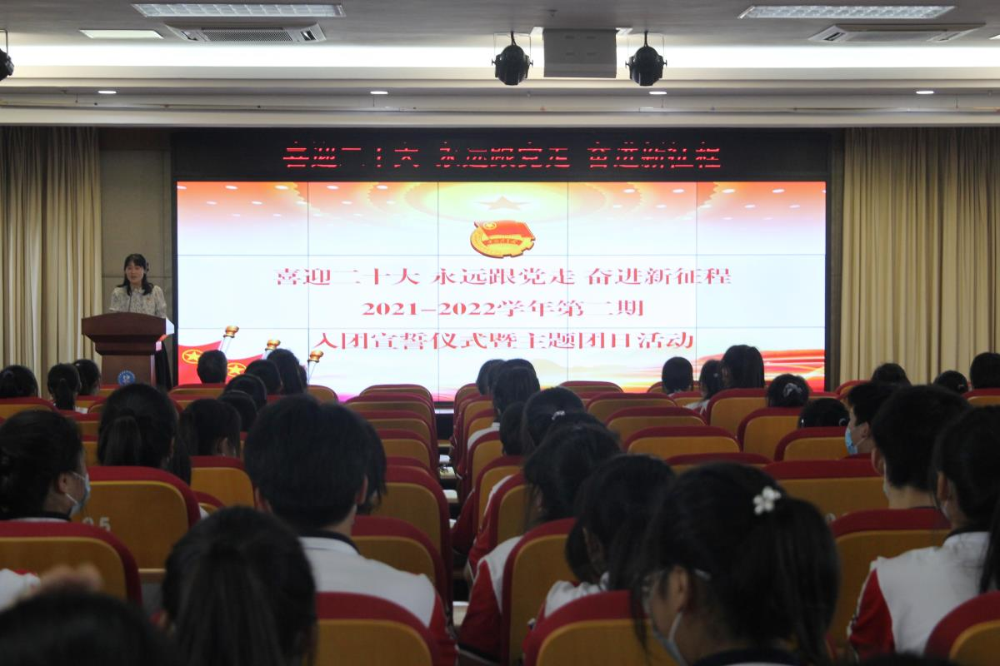 喜迎二十大 永远跟党走 奋进新征程
喜迎二十大 永远跟党走 奋进新征程
2021-2022学年第二期
入团宣誓仪式暨主题团日活动